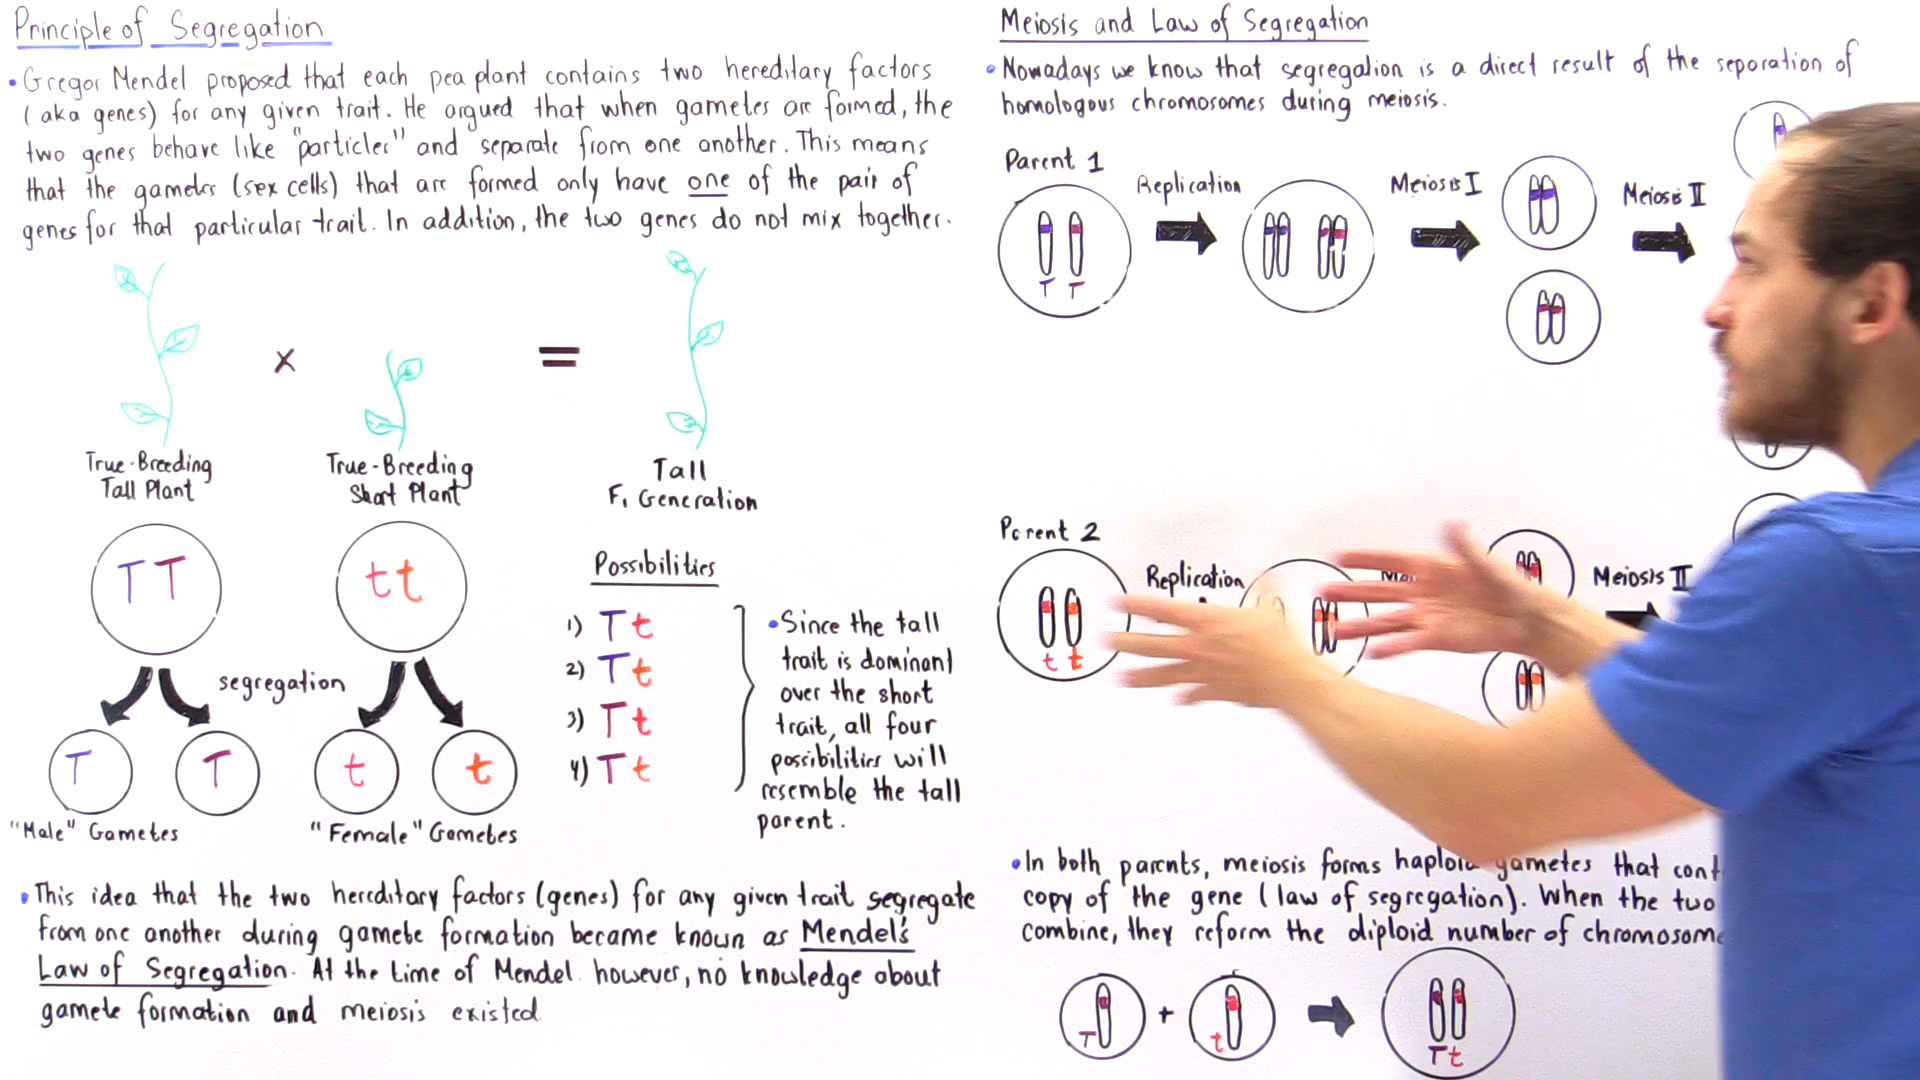 Principle of Segregation
• Gregor Mendel proposed that each pea plant contains two hereditary factors
(aka genes) for any given trait. He argued that when gametes are formed, the
two genes behave like "particles" and separate from one another. This means
that the gametes (sex cells) that are formed only have one of the pair of
genes for that particular trait. In addition, the two genes do not mix together.
x
=
True-Breeding
Tall Plant
True-Breeding
Short Plant
Tall
F₁ Generation
TT
tt
segregation
T
T
t
t
"Male" Gametes
"Female" Gametes
Possibilities
1) Tt
2) Tt
3) Tt
4) Tt
• Since the tall
trait is dominant
over the short
trait, all four
possibilities will
resemble the tall
parent.
• This idea that the two hereditary factors (genes) for any given trait segregate
from one another during gamete formation became known as Mendel's
Law of Segregation. At the time of Mendel however, no knowledge about
gamete formation and meiosis existed.
Meiosis and Law of Segregation
• Nowadays we know that segregation is a direct result of the separation of
homologous chromosomes during meiosis.
Parent 1
Replication
Meiosis I
Meiosis II
T T
Parent 2
Replication
Meiosis II
t t
• In both parents, meiosis forms haploid gametes that
copy of the gene (law of segregation). When the two
combine, they reform the diploid number of
T
+
t
Tt